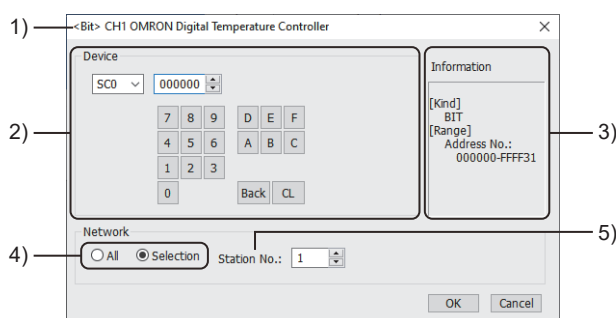 1)
<Bit> CH1 OMRON Digital Temperature Controller
Device
SC0 000000
7 8 9 D E F
4 5 6 A B C
1 2 3
0 Back CL
2)
Information
[Kind]
BIT
[Range]
Address No.:
000000-FFFF31
3)
Network
4)
All Selection Station No.: 1
5)
OK Cancel